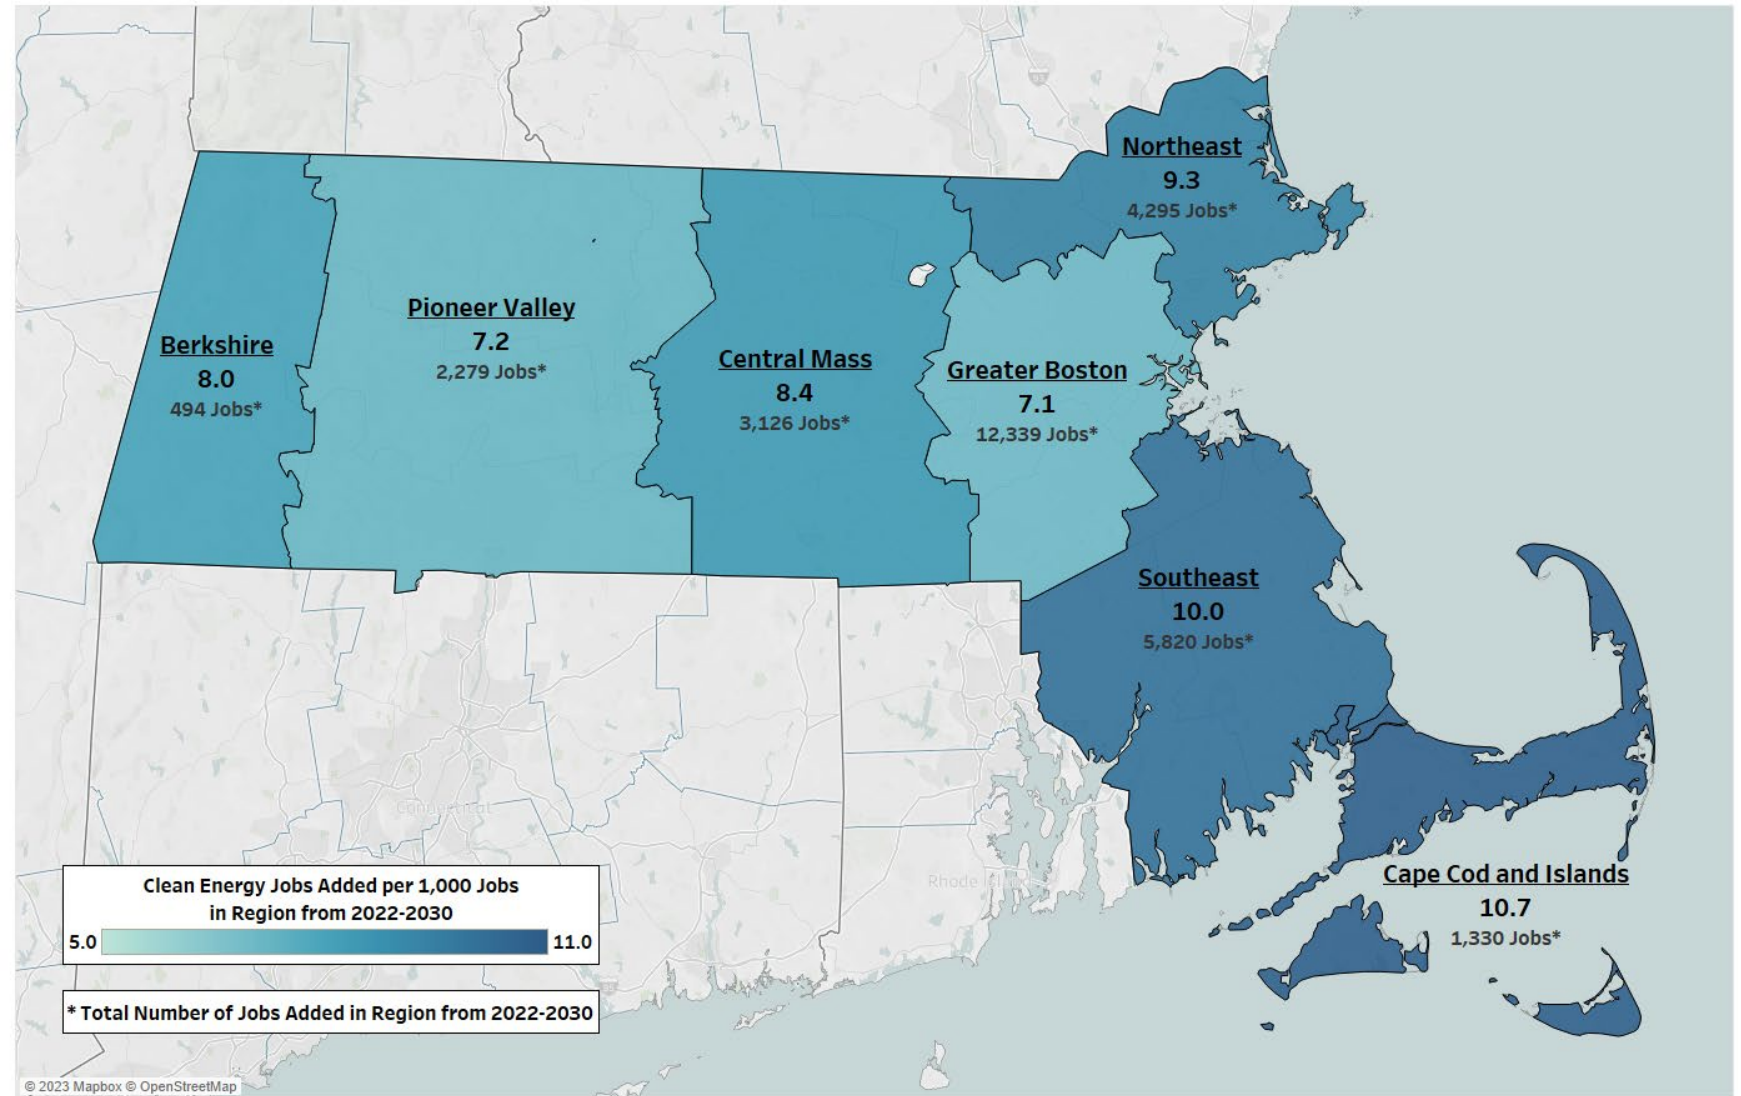 Northeast
9.3
4,295 Jobs*
Pioneer Valley
7.2
2,279 Jobs*
Berkshire
8.0
494 Jobs*
Central Mass
8.4
3,126 Jobs*
Greater Boston
7.1
12,339 Jobs*
Southeast
10.0
5,820 Jobs*
Cape Cod and Islands
10.7
1,330 Jobs*
Connecticut
Rhode
Clean Energy Jobs Added per 1,000 Jobs
in Region from 2022-2030
5.0 11.0
* Total Number of Jobs Added in Region from 2022-2030
© 2023 Mapbox © OpenStreetMap